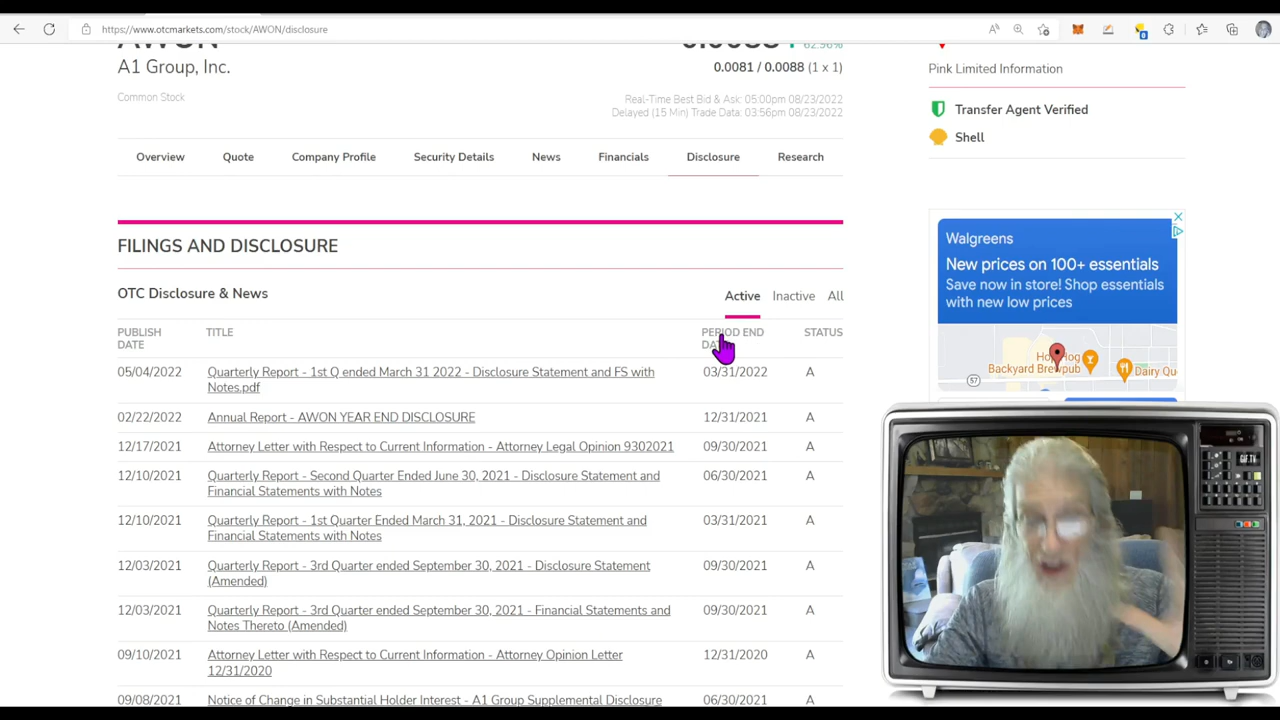 https://www.otcmarkets.com/stock/AWON/disclosure
AWON
0.0088
62.96%
A1 Group, Inc.
0.0081 / 0.0088 (1 x 1)
Common Stock
Real-Time Best Bid & Ask: 05:00pm 08/23/2022
Delayed (15 Min) Trade Data: 03:56pm 08/23/2022
Overview Quote Company Profile Security Details News Financials Disclosure Research
Pink Limited Information
Transfer Agent Verified
Shell
FILINGS AND DISCLOSURE
OTC Disclosure & News
Active Inactive All
PUBLISH
DATE
TITLE
PERIOD END
STATUS
05/04/2022 Quarterly Report - 1st Q ended March 31 2022 - Disclosure Statement and FS with
Notes.pdf
03/31/2022 A
02/22/2022 Annual Report - AWON YEAR END DISCLOSURE 12/31/2021 A
12/17/2021 Attorney Letter with Respect to Current Information - Attorney Legal Opinion 9302021 09/30/2021 A
12/10/2021 Quarterly Report - Second Quarter Ended June 30, 2021 - Disclosure Statement and
Financial Statements with Notes
06/30/2021 A
12/10/2021 Quarterly Report - 1st Quarter Ended March 31, 2021 - Disclosure Statement and
Financial Statements with Notes
03/31/2021 A
12/03/2021 Quarterly Report - 3rd Quarter ended September 30, 2021 - Disclosure Statement
(Amended)
09/30/2021 A
12/03/2021 Quarterly Report - 3rd Quarter ended September 30, 2021 - Financial Statements and
Notes Thereto (Amended)
09/30/2021 A
09/10/2021 Attorney Letter with Respect to Current Information - Attorney Opinion Letter
12/31/2020
12/31/2020 A
09/08/2021 Notice of Change in Substantial Holder Interest - A1 Group Supplemental Disclosure 06/30/2021 A
Walgreens
New prices on 100+ essentials
Save now in store! Shop essentials
with new low prices
Backyard Brewpub
Dairy Qu
57
GIF.TV